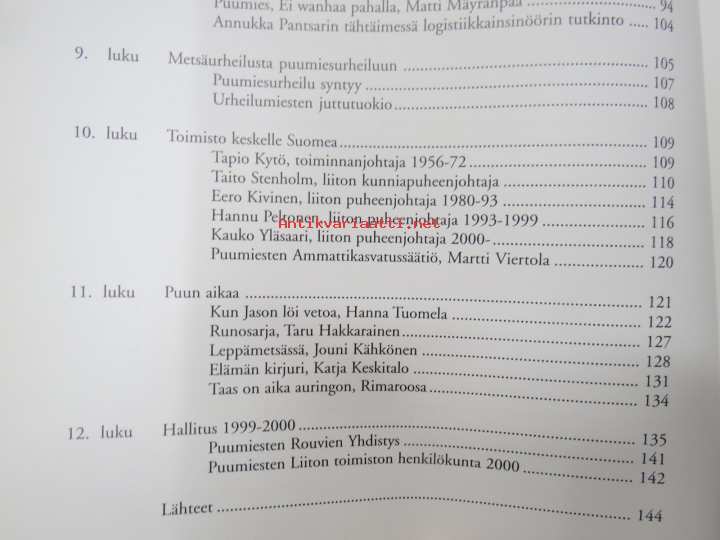 Puumies, Ei wanhaa pahalla, Matti Mäyränpää ..... 94
Annukka Pantsarin tähtäimessä logistiikkainsinöörin tutkinto ..... 104
9. luku Metsäurheilusta puumiesurheiluun ..... 105
Puumiesurheilu syntyy ..... 107
Urheilumiesten juttutuokio ..... 108
10. luku Toimisto keskelle Suomea ..... 109
Tapio Kytö, toiminnanjohtaja 1956-72 ..... 109
Taito Stenholm, liiton kunniapuheenjohtaja ..... 110
Eero Kivinen, liiton puheenjohtaja 1980-93 ..... 114
Hannu Pekonen, liiton puheenjohtaja 1993-1999 ..... 116
Antikvariaatti.net
Kauko Yläsaari, liiton puheenjohtaja 2000- ..... 118
Puumiesten Ammattikasvatussäätiö, Martti Viertola ..... 120
11. luku Puun aikaa ..... 121
Kun Jason löi vetoa, Hanna Tuomela ..... 122
Runosarja, Taru Hakkarainen ..... 127
Leppämetsässä, Jouni Kähkönen ..... 128
Elämän kirjuri, Katja Keskitalo ..... 131
Taas on aika auringon, Rimaroosa ..... 134
12. luku Hallitus 1999-2000 ..... 135
Puumiesten Rouvien Yhdistys ..... 141
Puumiesten Liiton toimiston henkilökunta 2000 ..... 142
Lähteet ..... 144